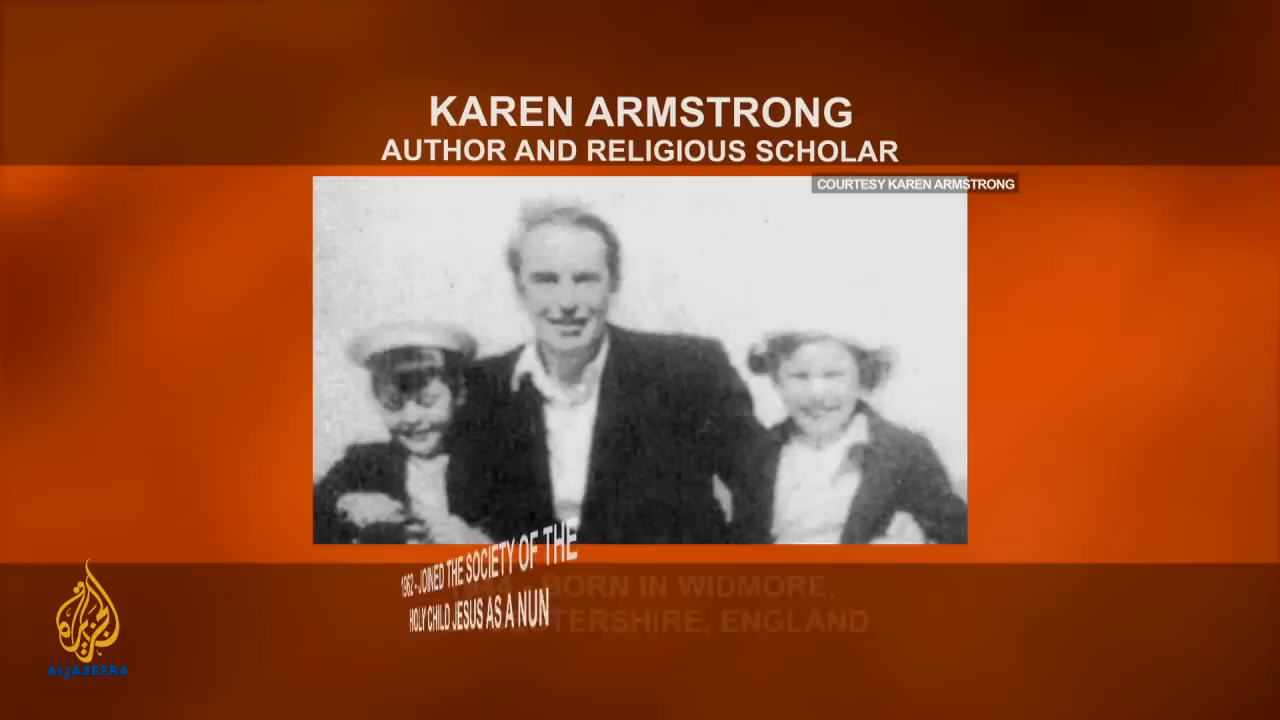 KAREN ARMSTRONG
AUTHOR AND RELIGIOUS SCHOLAR
COURTESY KAREN ARMSTRONG
1962 - JOINED THE SOCIETY OF THE
HOLY CHILD JESUS AS A NUN
BORN IN WIDMORE,
ENGLAND
ALJAZEERA